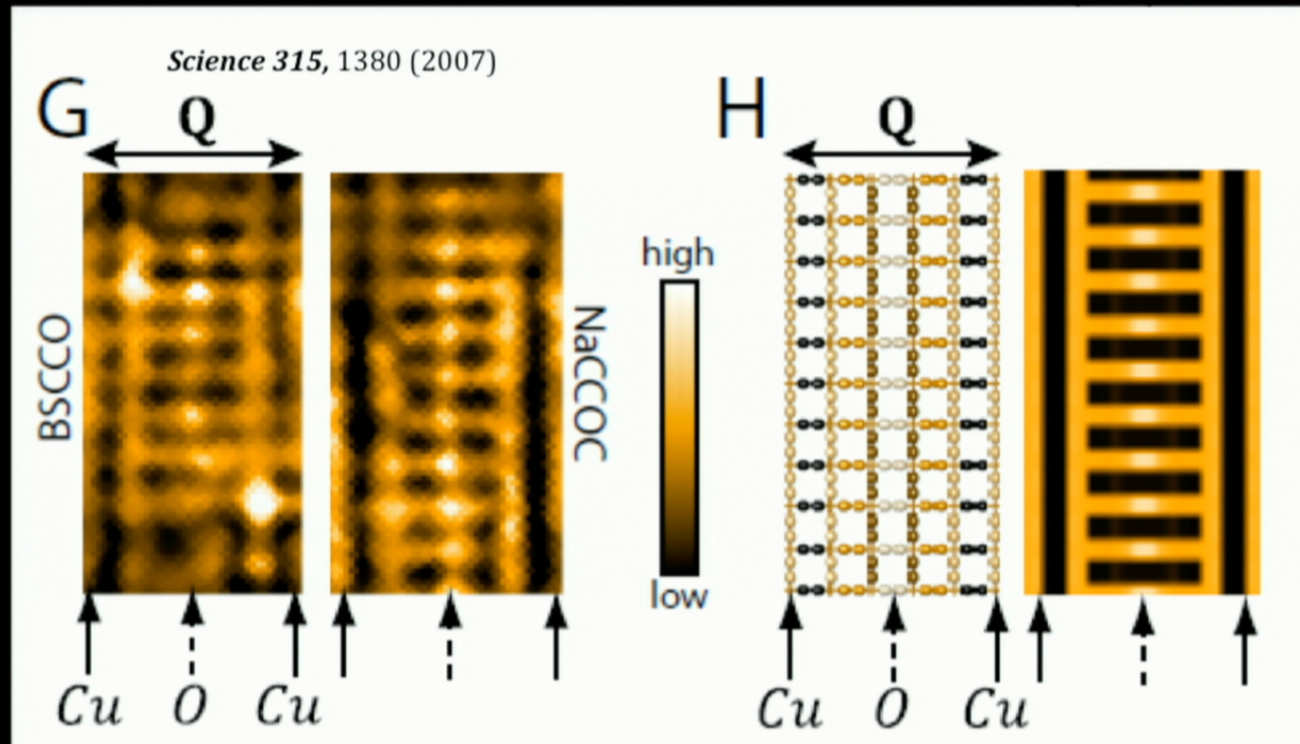 Science 315, 1380 (2007)
G
Q
H
Q
BSCCO
NaCCOC
high
low
Cu O Cu
Cu O Cu